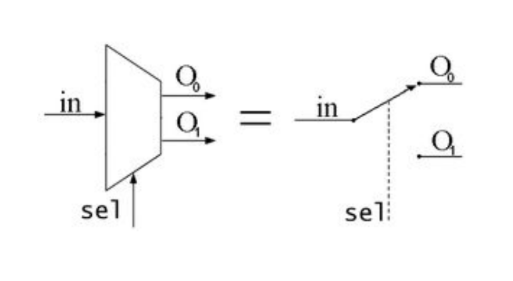 in
O₀
O₁
sel
=
in
O₀
O₁
sel